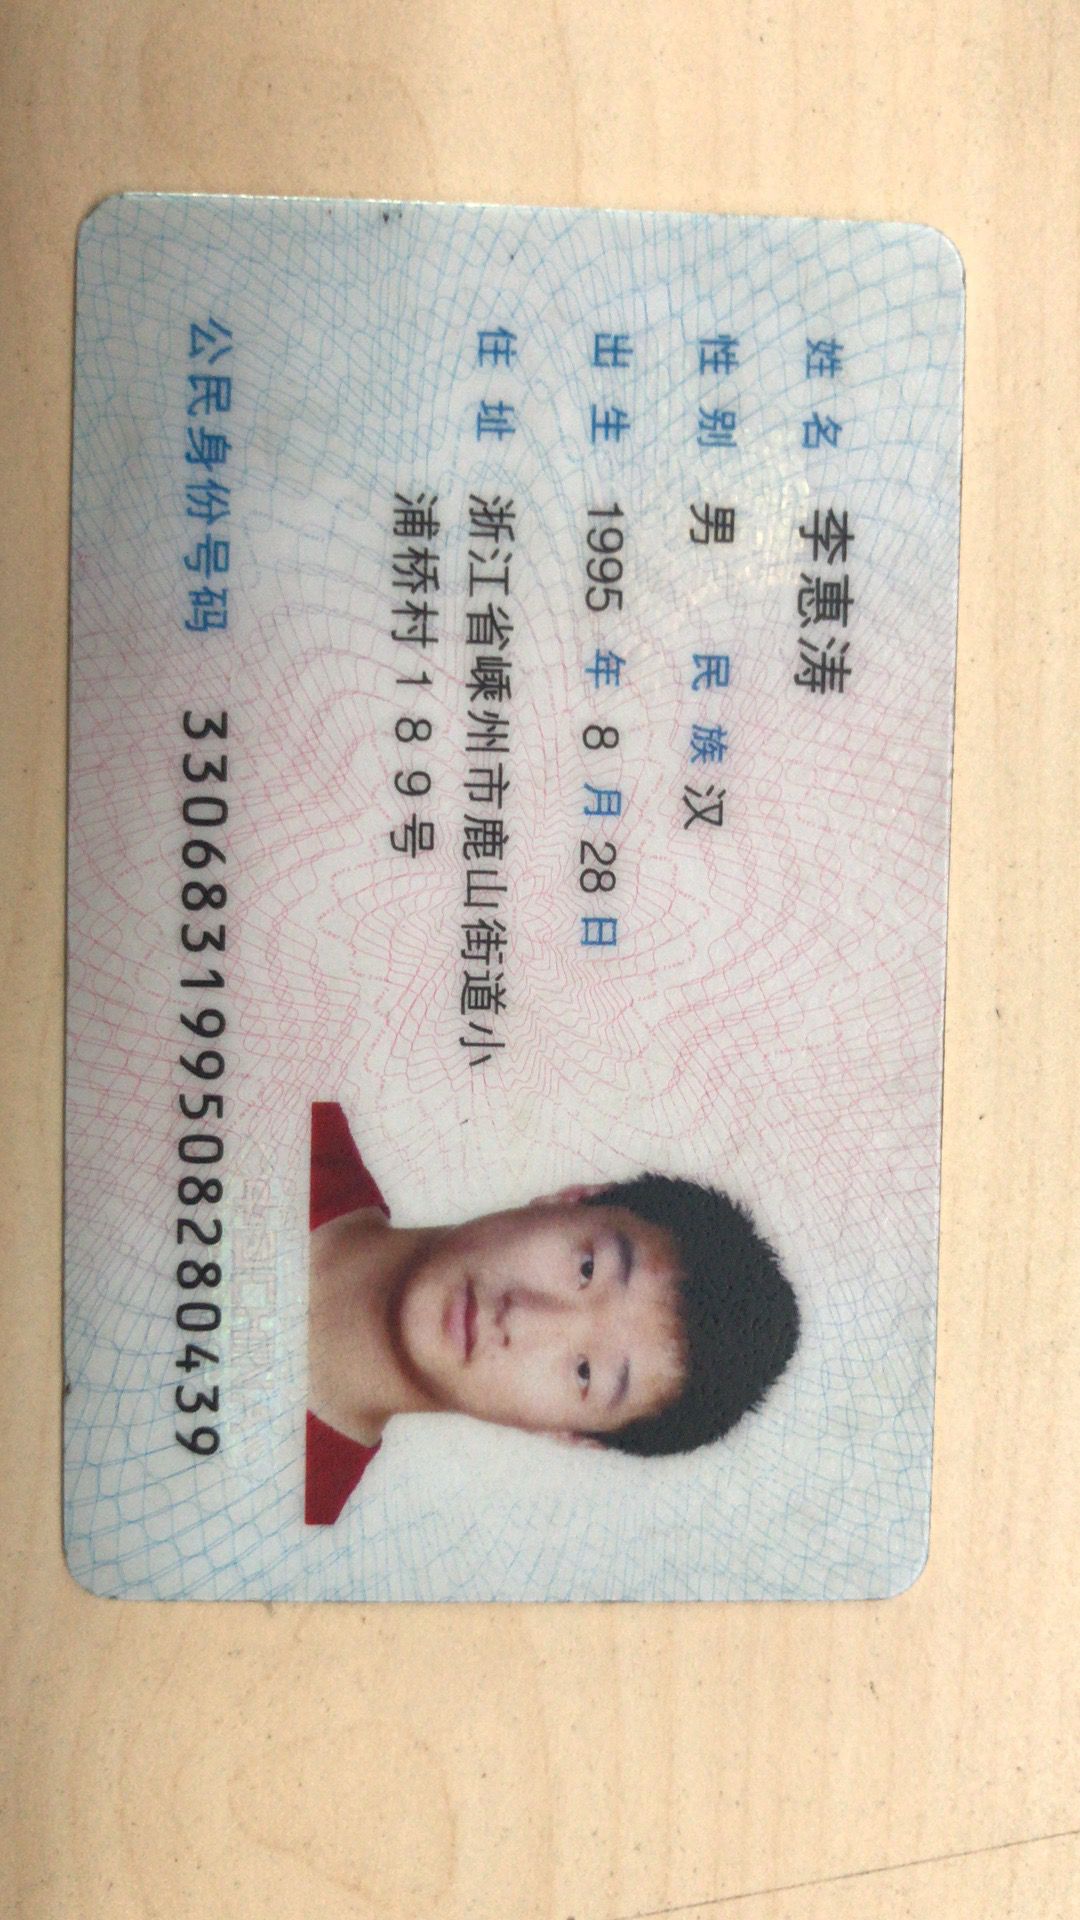 姓名 李惠涛
性别 男 民族 汉
出生 1995 年 8 月 28 日
住址 浙江省嵊州市鹿山街道小
浦桥村189号
公民身份号码 330683199508280439